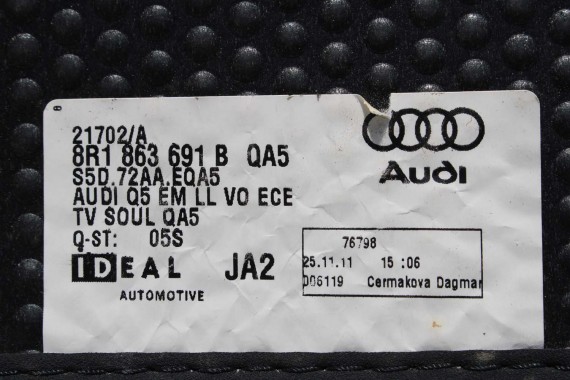 21702/A
8R1 863 691 B QA5
S5D.72AA.EQA5
AUDI Q5 EM LL VO ECE
TV SOUL QA5
Q-ST: 05S
IDEAL JA2
AUTOMOTIVE
Audi
76798
25.11.11 15:06
006119 Cermakova Dagmar